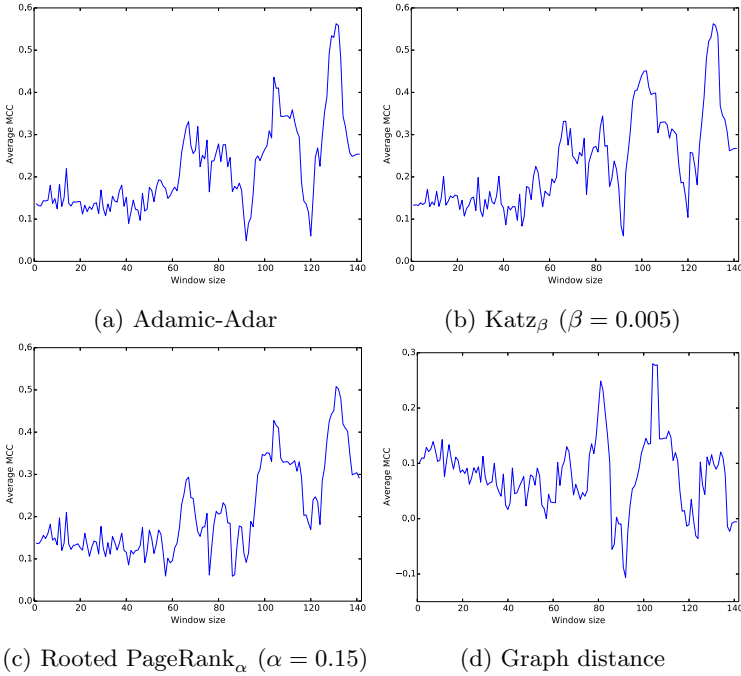 0.6
0.5
0.4
0.3
0.2
0.1
0.0
Average MCC
0 20 40 60 80 100 120 140
Window size
(a) Adamic-Adar
0.6
0.5
0.4
0.3
0.2
0.1
0.0
Average MCC
0 20 40 60 80 100 120 140
Window size
(b) Katzβ (β = 0.005)
0.6
0.5
0.4
0.3
0.2
0.1
0.0
Average MCC
0 20 40 60 80 100 120 140
Window size
(c) Rooted PageRankα (α = 0.15)
0.3
0.2
0.1
0.0
−0.1
Average MCC
0 20 40 60 80 100 120 140
Window size
(d) Graph distance